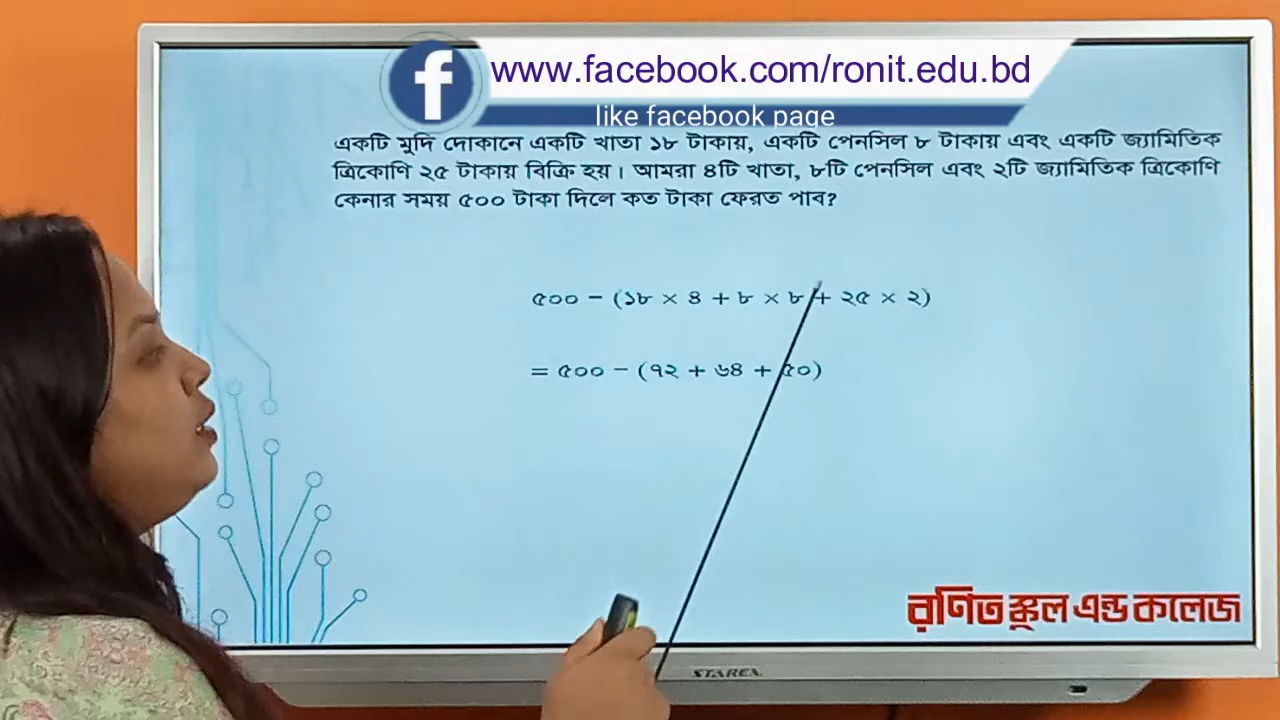 www.facebook.com/ronit.edu.bd
like facebook page
একটি মুদি দোকানে একটি খাতা ১৮ টাকায়, একটি পেনসিল ৮ টাকায় এবং একটি জ্যামিতিক
ত্রিকোণি ২৫ টাকায় বিক্রি হয়। আমরা ৪টি খাতা, ৮টি পেনসিল এবং ২টি জ্যামিতিক ত্রিকোণি
কেনার সময় ৫০০ টাকা দিলে কত টাকা ফেরত পাব?
৫০০ − (১৮ × ৪ + ৮ × ৮ + ২৫ × ২)
= ৫০০ − (৭২ + ৬৪ + ৫০)
রণিত স্কুল এন্ড কলেজ
STAREX